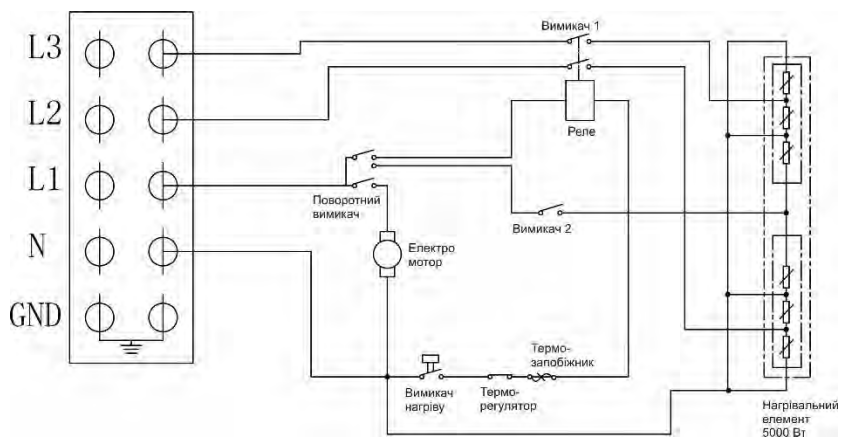 L3
L2
L1
N
GND
Вимикач 1
Реле
Поворотний
вимикач
Вимикач 2
Електро
мотор
Термо-
запобіжник
Вимикач
нагріву
Термо-
регулятор
Нагрівальний
елемент
5000 Вт